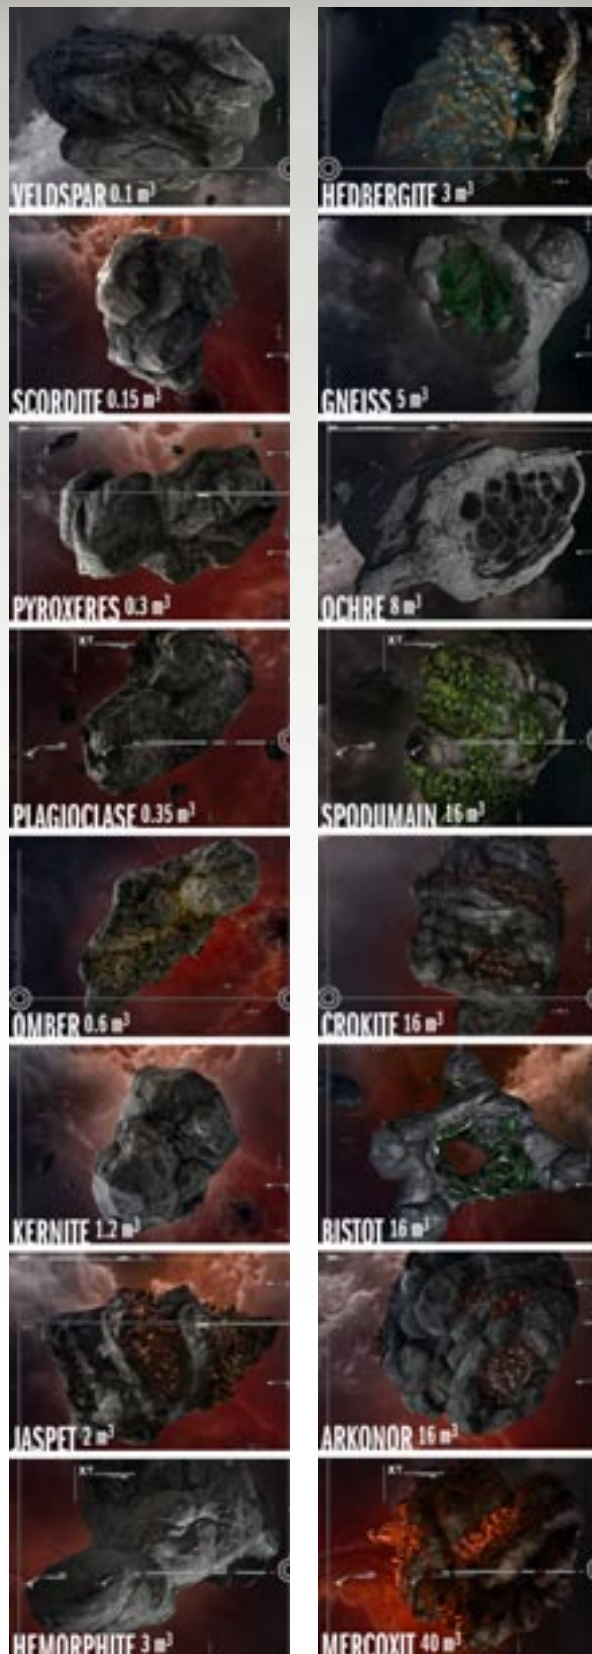 VELDSPAR 0.1 m³
SCORDITE 0.15 m³
PYROXERES 0.3 m³
PLAGIOCLASE 0.35 m³
OMBER 0.6 m³
KERNITE 1.2 m³
JASPET 2 m³
HEMORPHITE 3 m³
HEDBERGITE 3 m³
GNEISS 5 m³
OCHRE 8 m³
SPODUMAIN 16 m³
CROKITE 16 m³
BISTOT 16 m³
ARKONOR 16 m³
MERCOXIT 40 m³